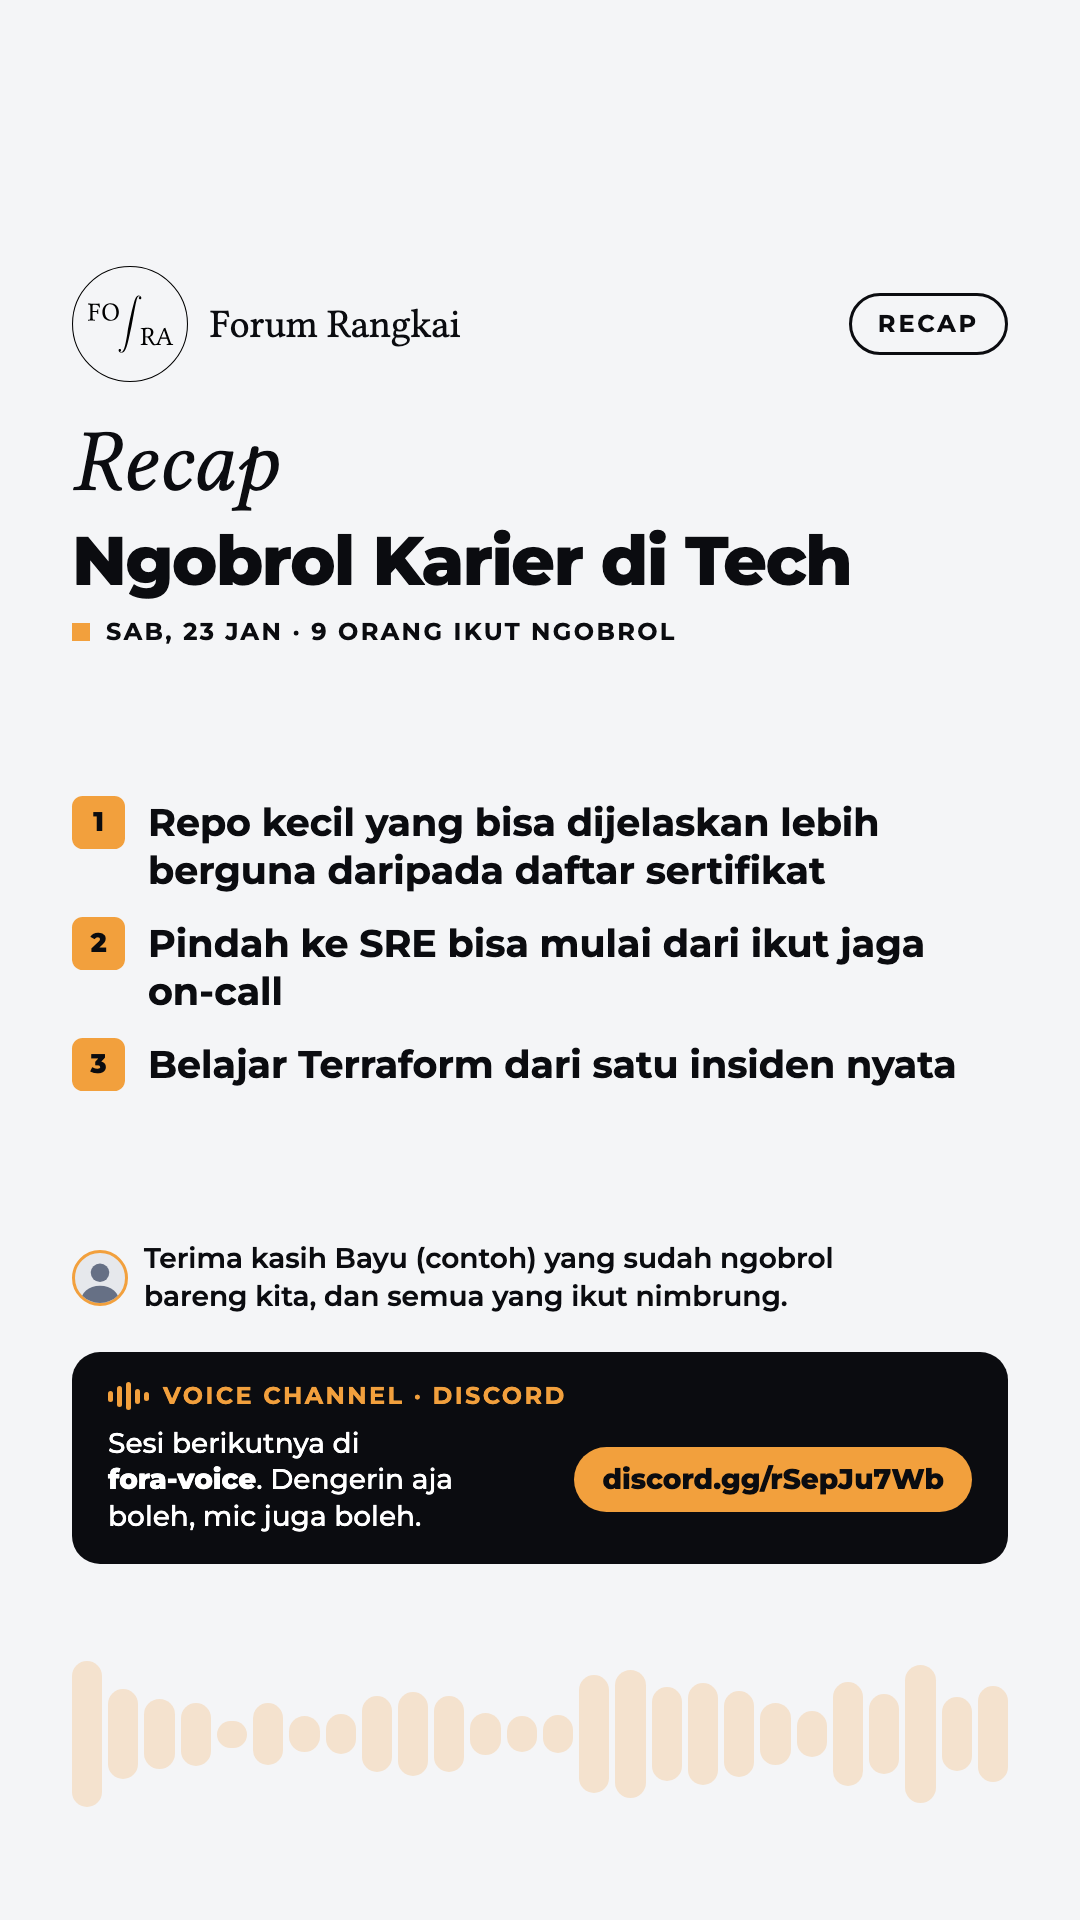 FO
RA
Forum Rangkai
RECAP
Recap
Ngobrol Karier di Tech
SAB, 23 JAN · 9 ORANG IKUT NGOBROL
1
Repo kecil yang bisa dijelaskan lebih
berguna daripada daftar sertifikat
2
Pindah ke SRE bisa mulai dari ikut jaga
on-call
3
Belajar Terraform dari satu insiden nyata
Terima kasih Bayu (contoh) yang sudah ngobrol
bareng kita, dan semua yang ikut nimbrung.
VOICE CHANNEL · DISCORD
Sesi berikutnya di
fora-voice. Dengerin aja
boleh, mic juga boleh.
discord.gg/rSepJu7Wb